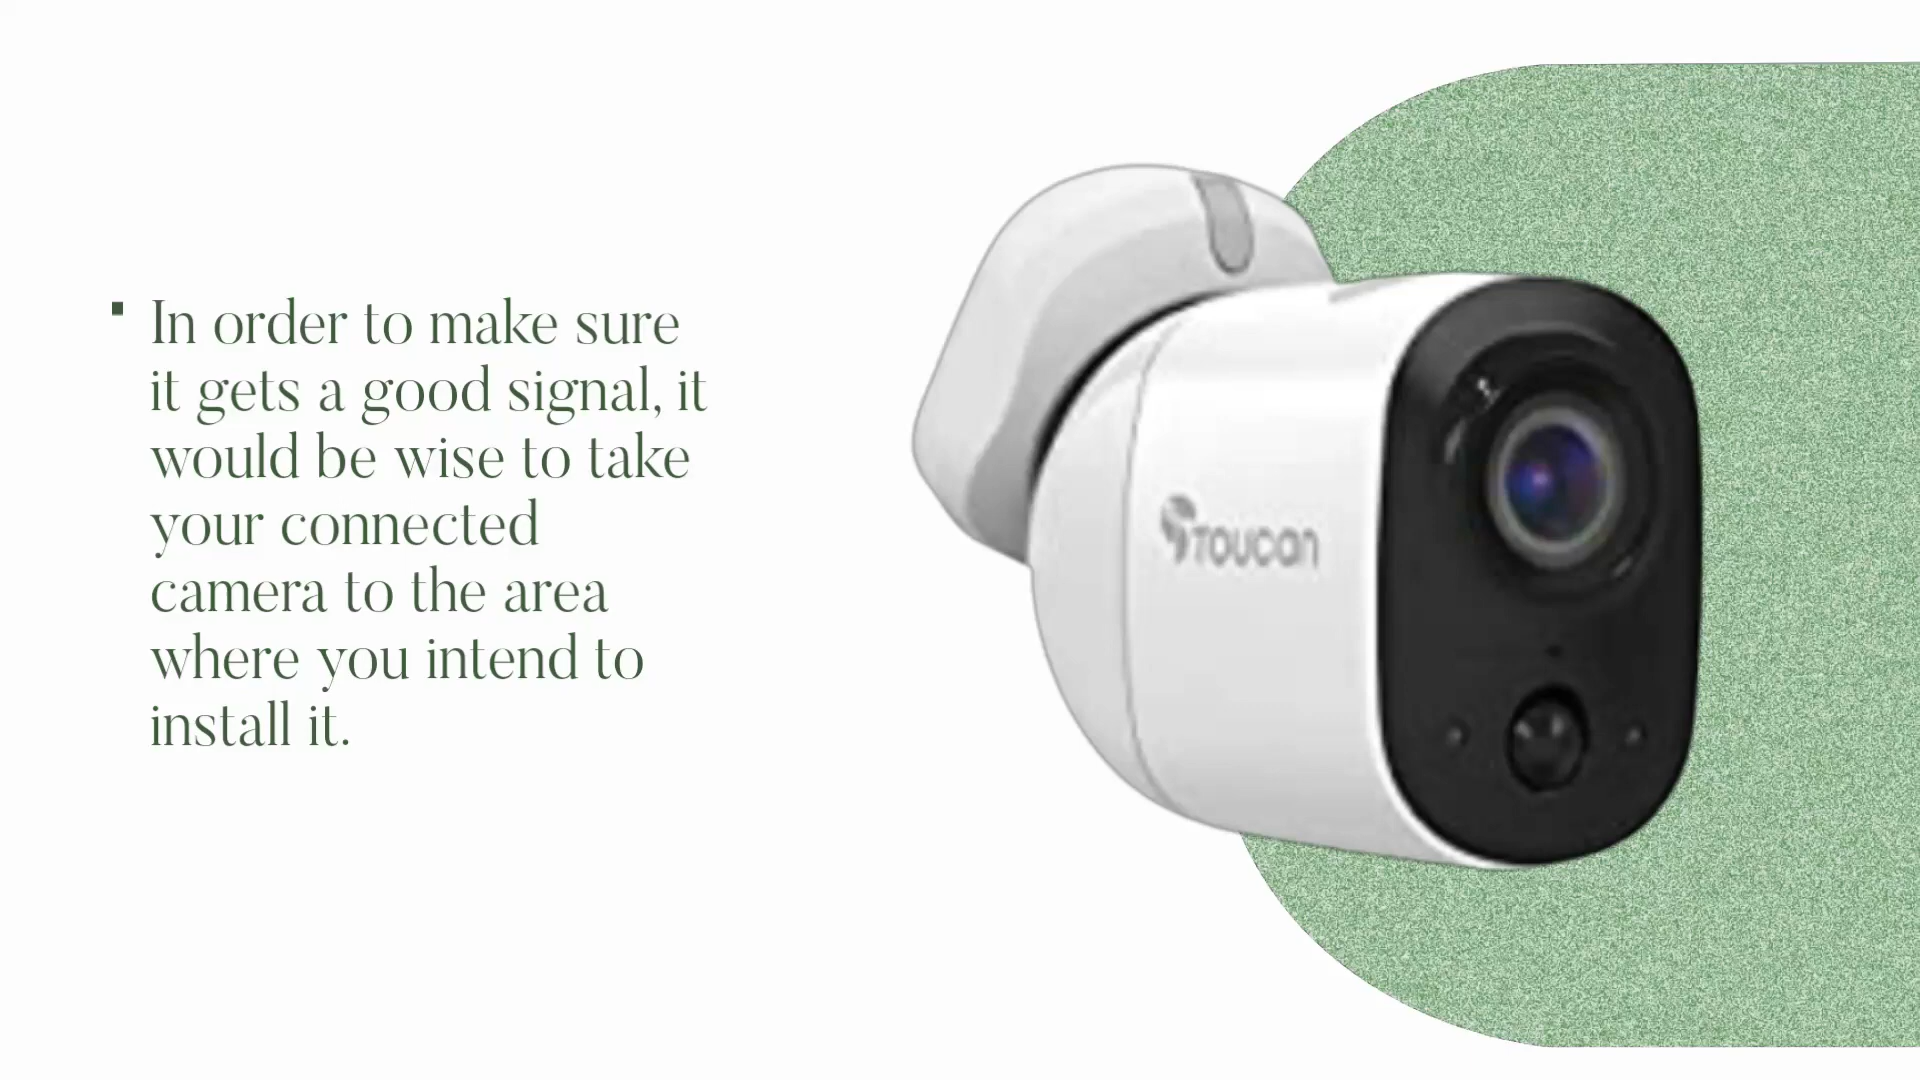 In order to make sure
it gets a good signal, it
would be wise to take
your connected
camera to the area
where you intend to
install it.
TOUCAN